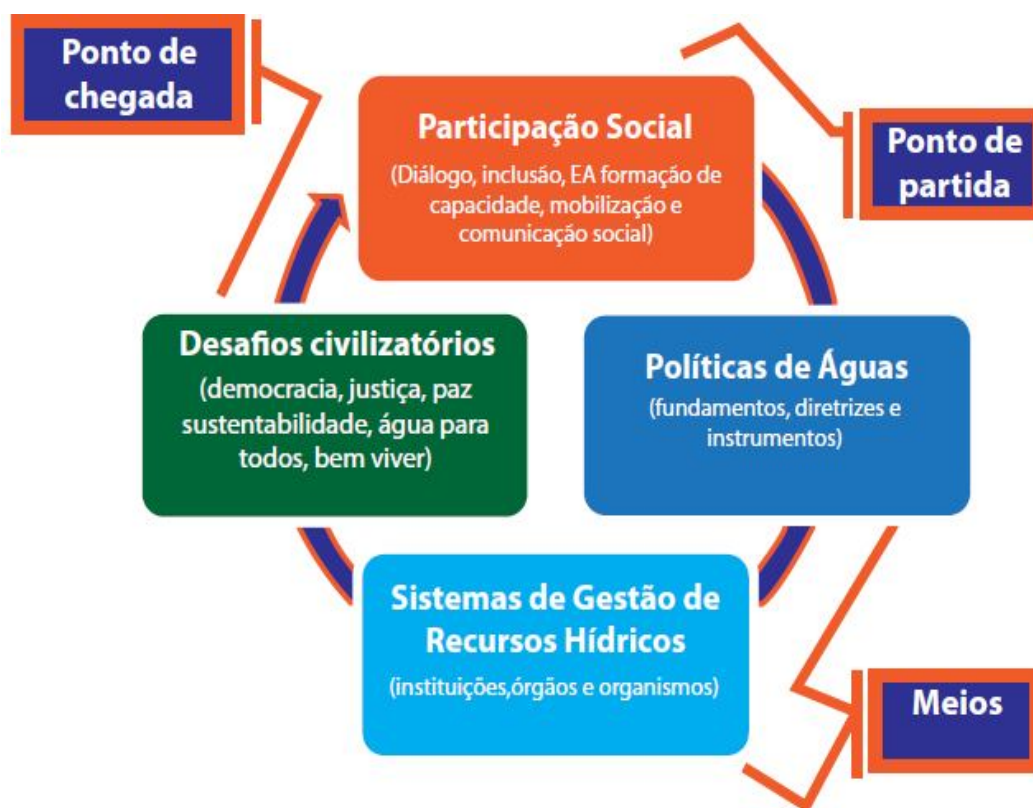 Ponto de
chegada
Participação Social
(Diálogo, inclusão, EA formação de
capacidade, mobilização e
comunicação social)
Ponto de
partida
Desafios civilizatórios
(democracia, justiça, paz
sustentabilidade, água para
todos, bem viver)
Políticas de Águas
(fundamentos, diretrizes e
instrumentos)
Sistemas de Gestão de
Recursos Hídricos
(instituições,órgãos e organismos)
Meios